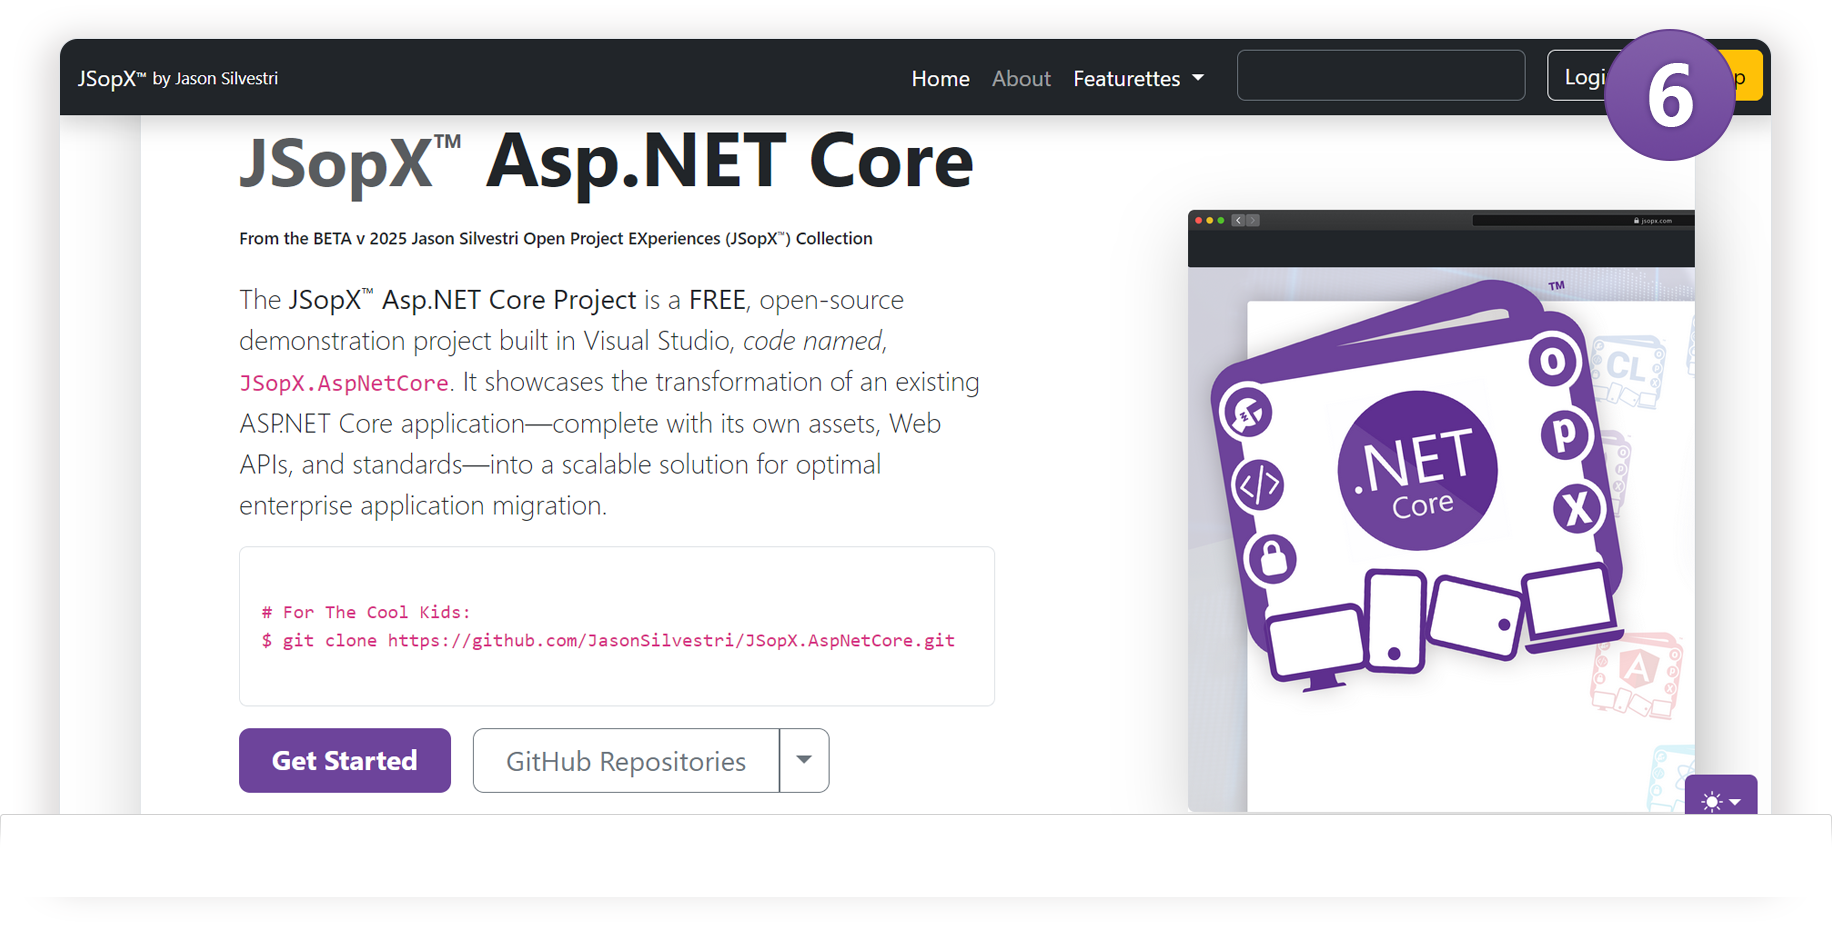 JSopX™ by Jason Silvestri
Home About Featurettes
Logi
p
6
JSopX™ Asp.NET Core
From the BETA v 2025 Jason Silvestri Open Project EXperiences (JSopX™) Collection
The JSopX™ Asp.NET Core Project is a FREE, open-source
demonstration project built in Visual Studio, code named,
JSopX.AspNetCore. It showcases the transformation of an existing
ASP.NET Core application—complete with its own assets, Web
APIs, and standards—into a scalable solution for optimal
enterprise application migration.
# For The Cool Kids:
$ git clone https://github.com/JasonSilvestri/JSopX.AspNetCore.git
Get Started
GitHub Repositories
jsopx.com
TM
.NET
Core
</>
o
p
X
CL
A